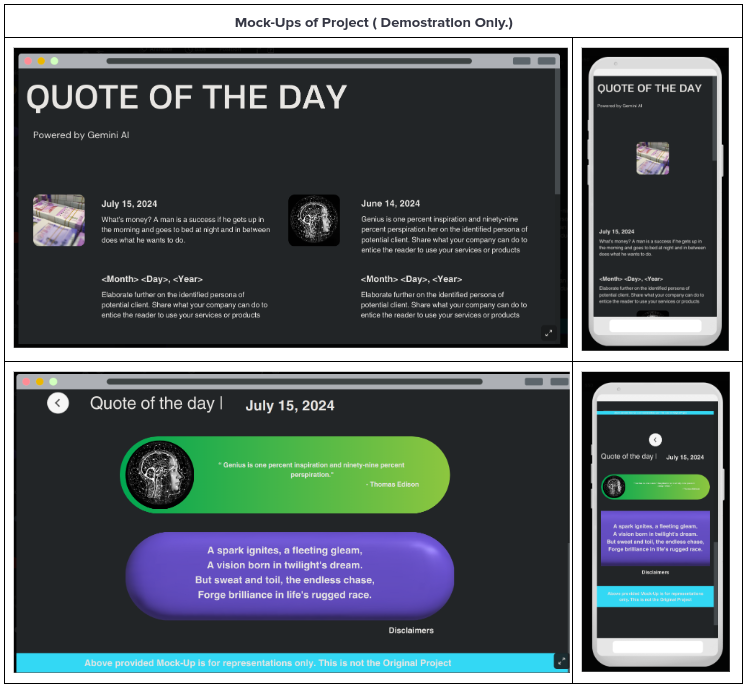 Mock-Ups of Project ( Demostration Only.)
QUOTE OF THE DAY
Powered by Gemini AI
July 15, 2024
What's money? A man is a success if he gets up in
the morning and goes to bed at night and in between
does what he wants to do.
June 14, 2024
Genius is one percent inspiration and ninety-nine
percent perspiration.her on the identified persona of
potential client. Share what your company can do to
entice the reader to use your services or products
<Month> <Day>, <Year>
Elaborate further on the identified persona of
potential client. Share what your company can do to
entice the reader to use your services or products
<Month> <Day>, <Year>
Elaborate further on the identified persona of
potential client. Share what your company can do to
entice the reader to use your services or products
QUOTE OF THE DAY
Powered by Gemini AI
July 15, 2024
What's money? A man is a success if he gets up in
the morning and goes to bed at night and in between
does what he wants to do.
<Month> <Day>, <Year>
Elaborate further on the identified persona of
potential client. Share what your company can do to
entice the reader to use your services or products
Quote of the day |
July 15, 2024
" Genius is one percent inspiration and ninety-nine percent
perspiration."
- Thomas Edison
A spark ignites, a fleeting gleam,
A vision born in twilight's dream.
But sweat and toil, the endless chase,
Forge brilliance in life's rugged race.
Disclaimers
Above provided Mock-Up is for representations only. This is not the Original Project
Quote of the day |
July 15, 2024
A spark ignites, a fleeting gleam,
A vision born in twilight's dream.
But sweat and toil, the endless chase,
Forge brilliance in life's rugged race.
Disclaimers
Above provided Mock-Up is for representations
only. This is not the Original Project